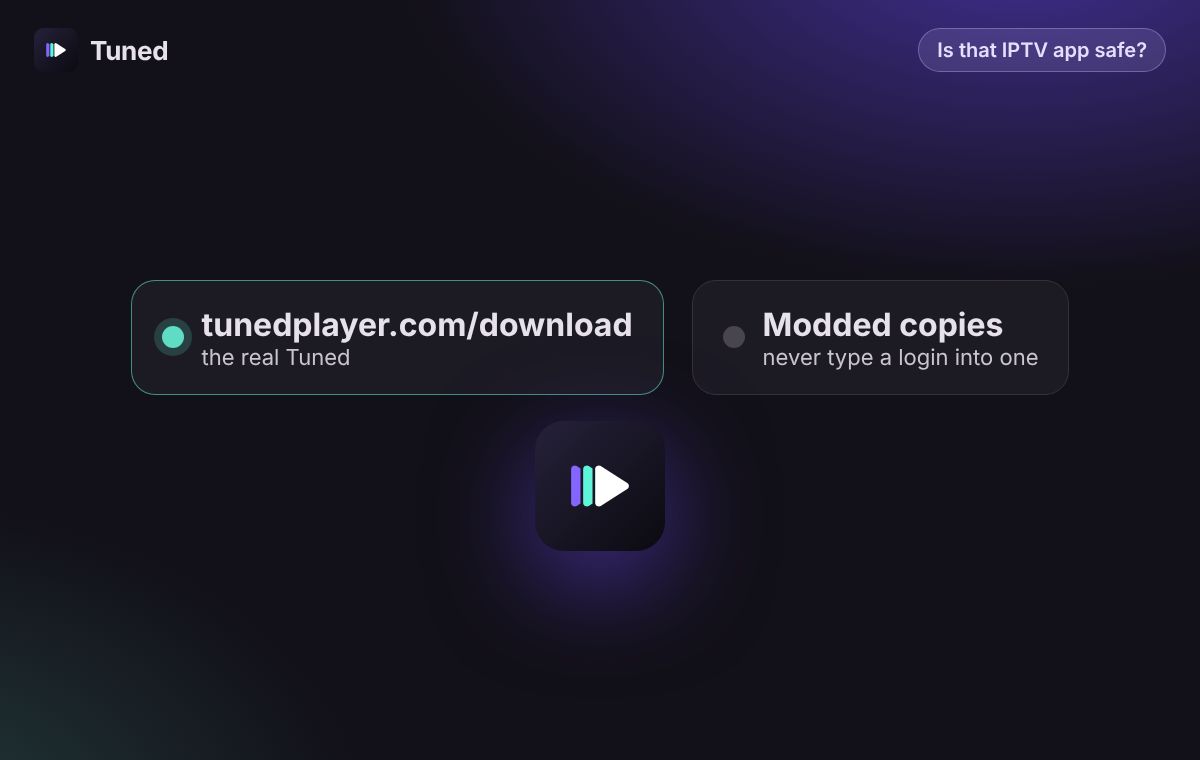 Tuned
Is that IPTV app safe?
tunedplayer.com/download
the real Tuned
Modded copies
never type a login into one